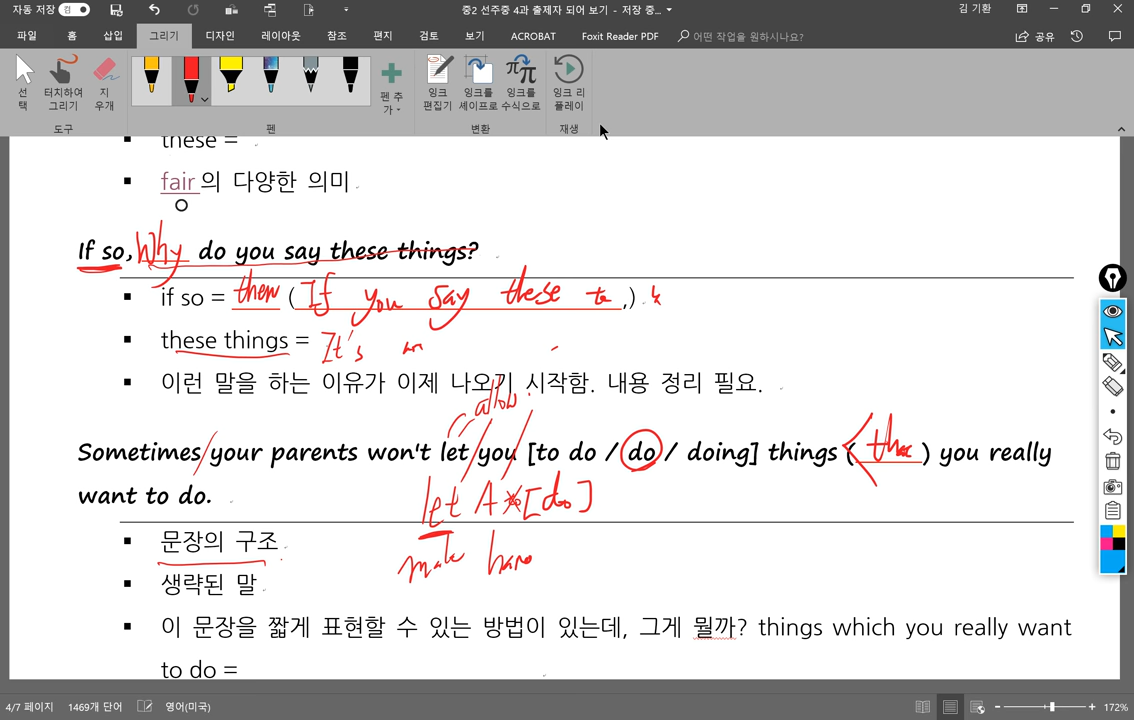 자동 저장 켬
중2 선주중 4과 출제가 되어 보기 - 저장 중...
김 기환
파일 홈 삽입 그리기 디자인 레이아웃 참조 편지 검토 보기 ACROBAT Foxit Reader PDF 어떤 작업을 원하시나요? 공유
선택 터치하여 그리기 지우개 펜 추가 잉크 편집기 잉크를 셰이프로 잉크를 수식으로 잉크 리플레이
도구 펜 변환 재생
▪ these =
▪ fair의 다양한 의미
If so, Why do you say these things?
▪ if so = then (If you say these ,)
▪ these things = It's
▪ 이런 말을 하는 이유가 이제 나오기 시작함. 내용 정리 필요.
allow
Sometimes your parents won't let you [to do / do / doing] things ( ) you really
want to do.
let A [do]
▪ 문장의 구조
make have
▪ 생략된 말
▪ 이 문장을 짧게 표현할 수 있는 방법이 있는데, 그게 뭘까? things which you really want
to do =
4/7 페이지 1469개 단어 영어(미국) 172%